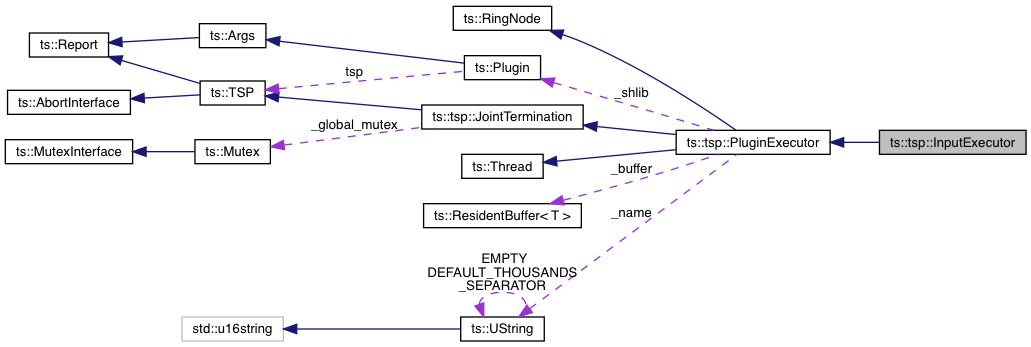 ts::RingNode
ts::Args
ts::Report
ts::Plugin
tsp
ts::TSP
_shlib
ts::AbortInterface
ts::tsp::JointTermination
_global_mutex
ts::tsp::PluginExecutor
ts::tsp::InputExecutor
ts::MutexInterface
ts::Mutex
ts::Thread
_buffer
ts::ResidentBuffer< T >
_name
EMPTY
DEFAULT_THOUSANDS
_SEPARATOR
std::u16string
ts::UString